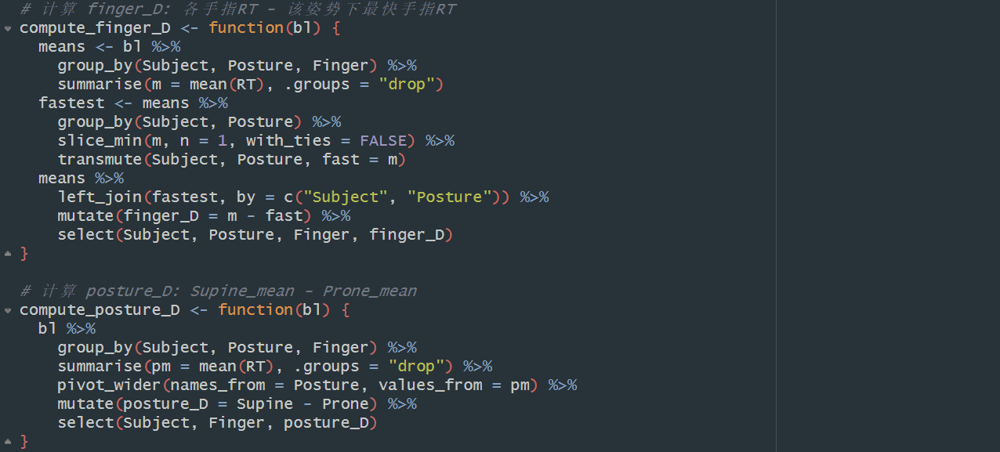 # 计算 finger_D: 各手指RT - 该姿势下最快手指RT
compute_finger_D <- function(bl) {
  means <- bl %>%
    group_by(Subject, Posture, Finger) %>%
    summarise(m = mean(RT), .groups = "drop")
  fastest <- means %>%
    group_by(Subject, Posture) %>%
    slice_min(m, n = 1, with_ties = FALSE) %>%
    transmute(Subject, Posture, fast = m)
  means %>%
    left_join(fastest, by = c("Subject", "Posture")) %>%
    mutate(finger_D = m - fast) %>%
    select(Subject, Posture, Finger, finger_D)
}
# 计算 posture_D: Supine_mean - Prone_mean
compute_posture_D <- function(bl) {
  bl %>%
    group_by(Subject, Posture, Finger) %>%
    summarise(pm = mean(RT), .groups = "drop") %>%
    pivot_wider(names_from = Posture, values_from = pm) %>%
    mutate(posture_D = Supine - Prone) %>%
    select(Subject, Finger, posture_D)
}